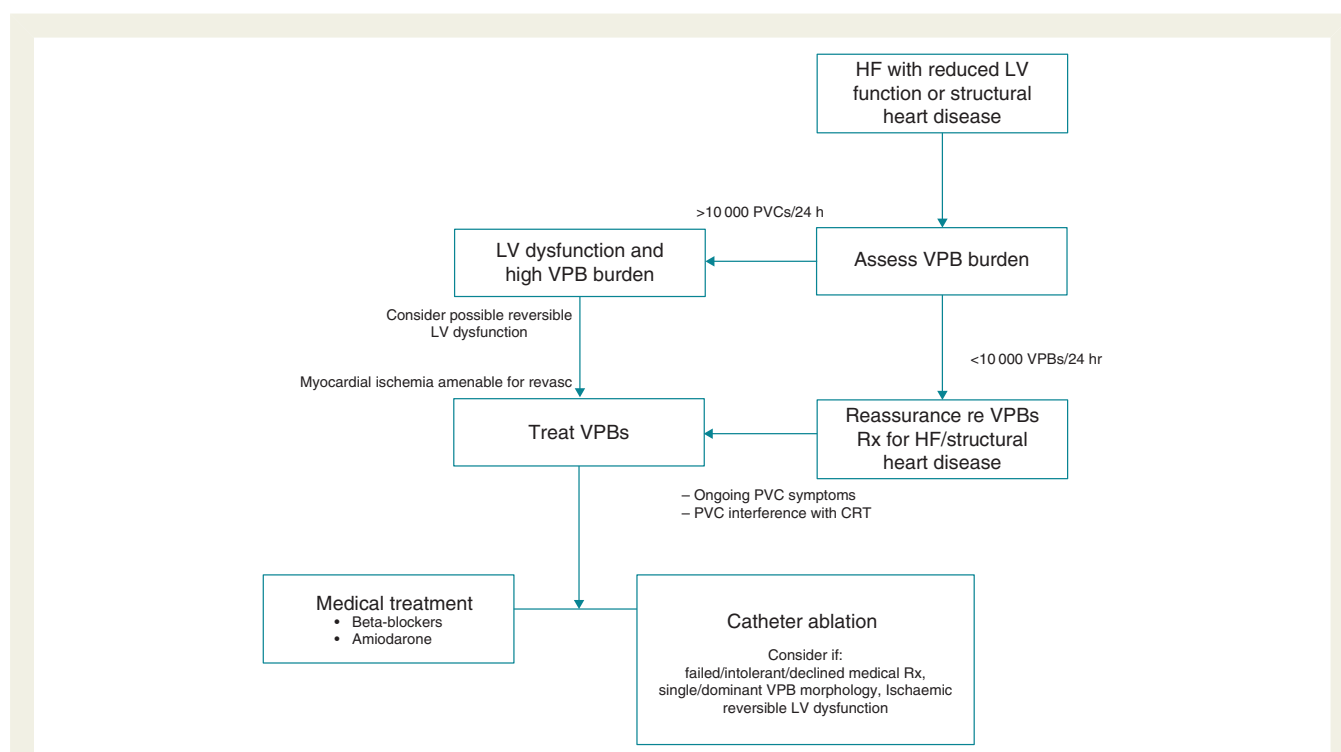 HF with reduced LV
function or structural
heart disease
>10 000 PVCs/24 h
LV dysfunction and
high VPB burden
Assess VPB burden
Consider possible reversible
LV dysfunction
<10 000 VPBs/24 hr
Myocardial ischemia amenable for revasc
Treat VPBs
Reassurance re VPBs
Rx for HF/structural
heart disease
– Ongoing PVC symptoms
– PVC interference with CRT
Medical treatment
• Beta-blockers
• Amiodarone
Catheter ablation
Consider if:
failed/intolerant/declined medical Rx,
single/dominant VPB morphology, Ischaemic
reversible LV dysfunction